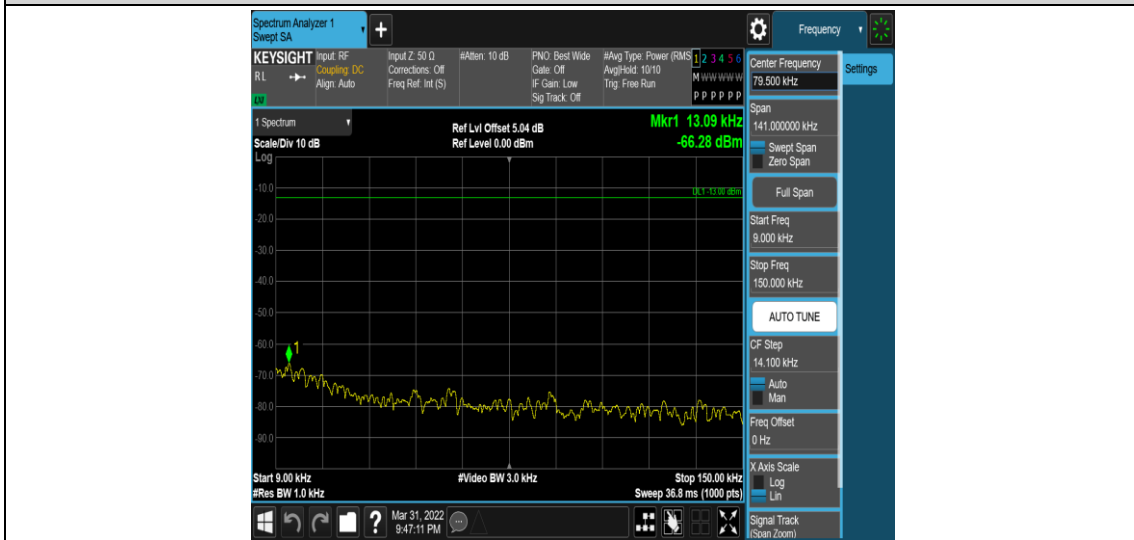 Spectrum Analyzer 1
Swept SA
+
Frequency
KEYSIGHT
RL
Input: RF
Coupling: DC
Align: Auto
Input Z: 50 Ω
Corrections: Off
Freq Ref: Int (S)
#Atten: 10 dB
PNO: Best Wide
Gate: Off
IF Gain: Low
Sig Track: Off
#Avg Type: Power (RMS
Avg|Hold: 10/10
Trig: Free Run
1 2 3 4 5 6
M W W W W W
P P P P P P
Settings
1 Spectrum
Scale/Div 10 dB
Log
Ref Lvl Offset 5.04 dB
Ref Level 0.00 dBm
Mkr1 13.09 kHz
-66.28 dBm
DL1 -13.00 dBm
-10.0
-20.0
-30.0
-40.0
-50.0
-60.0
-70.0
-80.0
-90.0
1
Start 9.00 kHz
#Res BW 1.0 kHz
#Video BW 3.0 kHz
Stop 150.00 kHz
Sweep 36.8 ms (1000 pts)
Center Frequency
79.500 kHz
Span
141.000000 kHz
Swept Span
Zero Span
Full Span
Start Freq
9.000 kHz
Stop Freq
150.000 kHz
AUTO TUNE
CF Step
14.100 kHz
Auto
Man
Freq Offset
0 Hz
X Axis Scale
Log
Lin
Signal Track
(Span Zoom)
?
Mar 31, 2022
9:47:11 PM